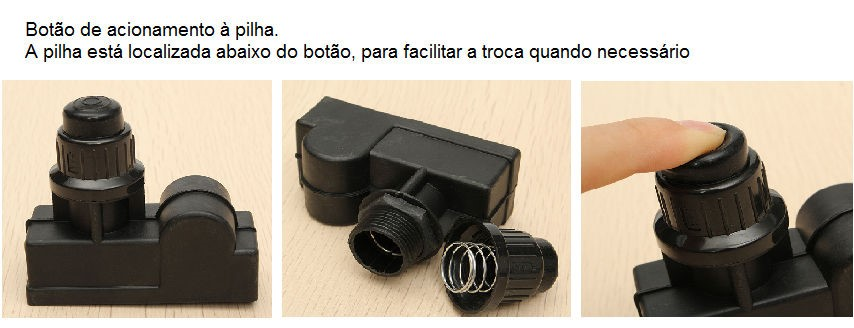 Botão de acionamento à pilha.
A pilha está localizada abaixo do botão, para facilitar a troca quando necessário